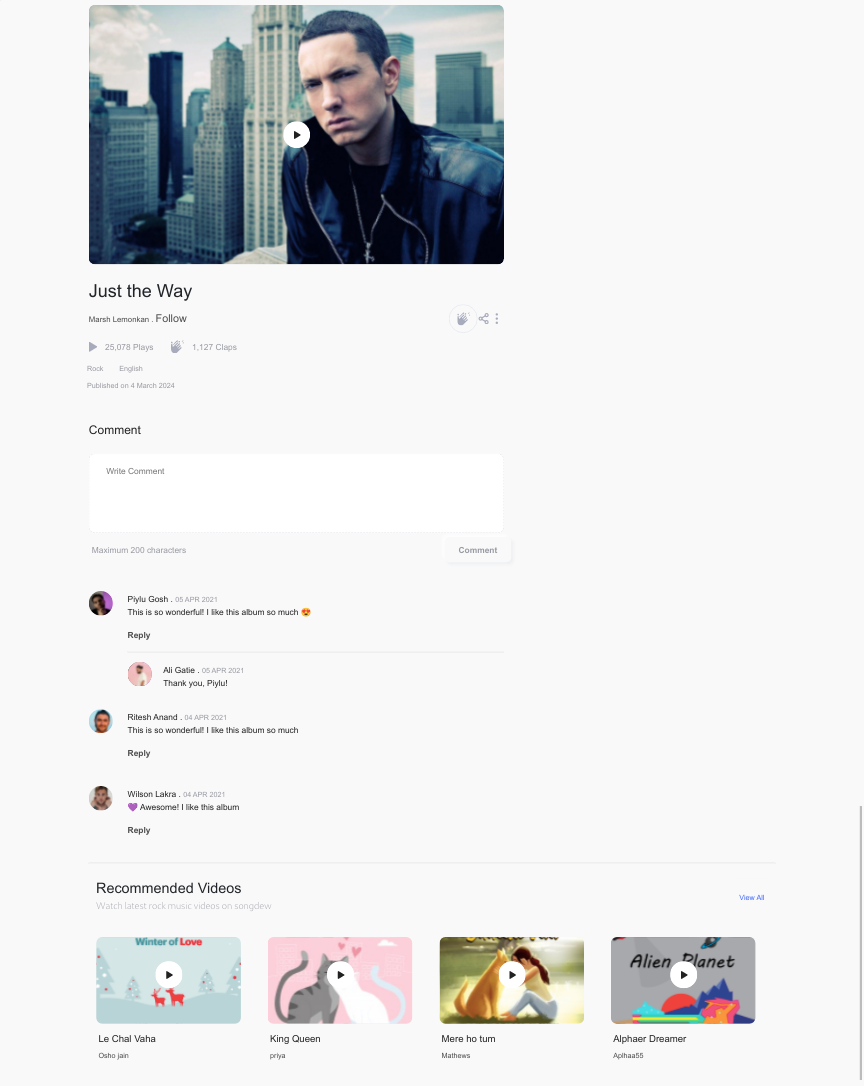 Just the Way
Marsh Lemonkan . Follow
25,078 Plays 1,127 Claps
Rock English
Published on 4 March 2024
Comment
Write Comment
Maximum 200 characters Comment
Piylu Gosh . 05 APR 2021
This is so wonderful! I like this album so much 😍
Reply
Ali Gatie . 05 APR 2021
Thank you, Piylu!
Ritesh Anand . 04 APR 2021
This is so wonderful! I like this album so much
Reply
Wilson Lakra . 04 APR 2021
💜 Awesome! I like this album
Reply
Recommended Videos
View All
Watch latest rock music videos on songdew
Winter of Love
Alien Planet
Le Chal Vaha King Queen Mere ho tum Alphaer Dreamer
Osho jain priya Mathews Aplhaa55